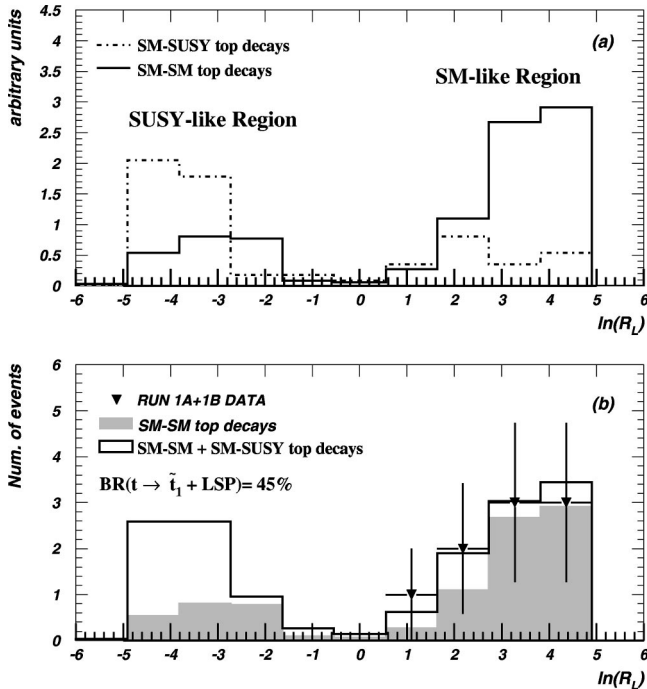 arbitrary units
4.5
4
3.5
3
2.5
2
1.5
1
0.5
0
SM-SUSY top decays
SM-SM top decays
(a)
SUSY-like Region
SM-like Region
-6 -5 -4 -3 -2 -1 0 1 2 3 4 5 6
ln(R_L)
Num. of events
6
5
4
3
2
1
0
RUN 1A+1B DATA
SM-SM top decays
SM-SM + SM-SUSY top decays
BR(t → t̃₁ + LSP)= 45%
(b)
-6 -5 -4 -3 -2 -1 0 1 2 3 4 5 6
ln(R_L)